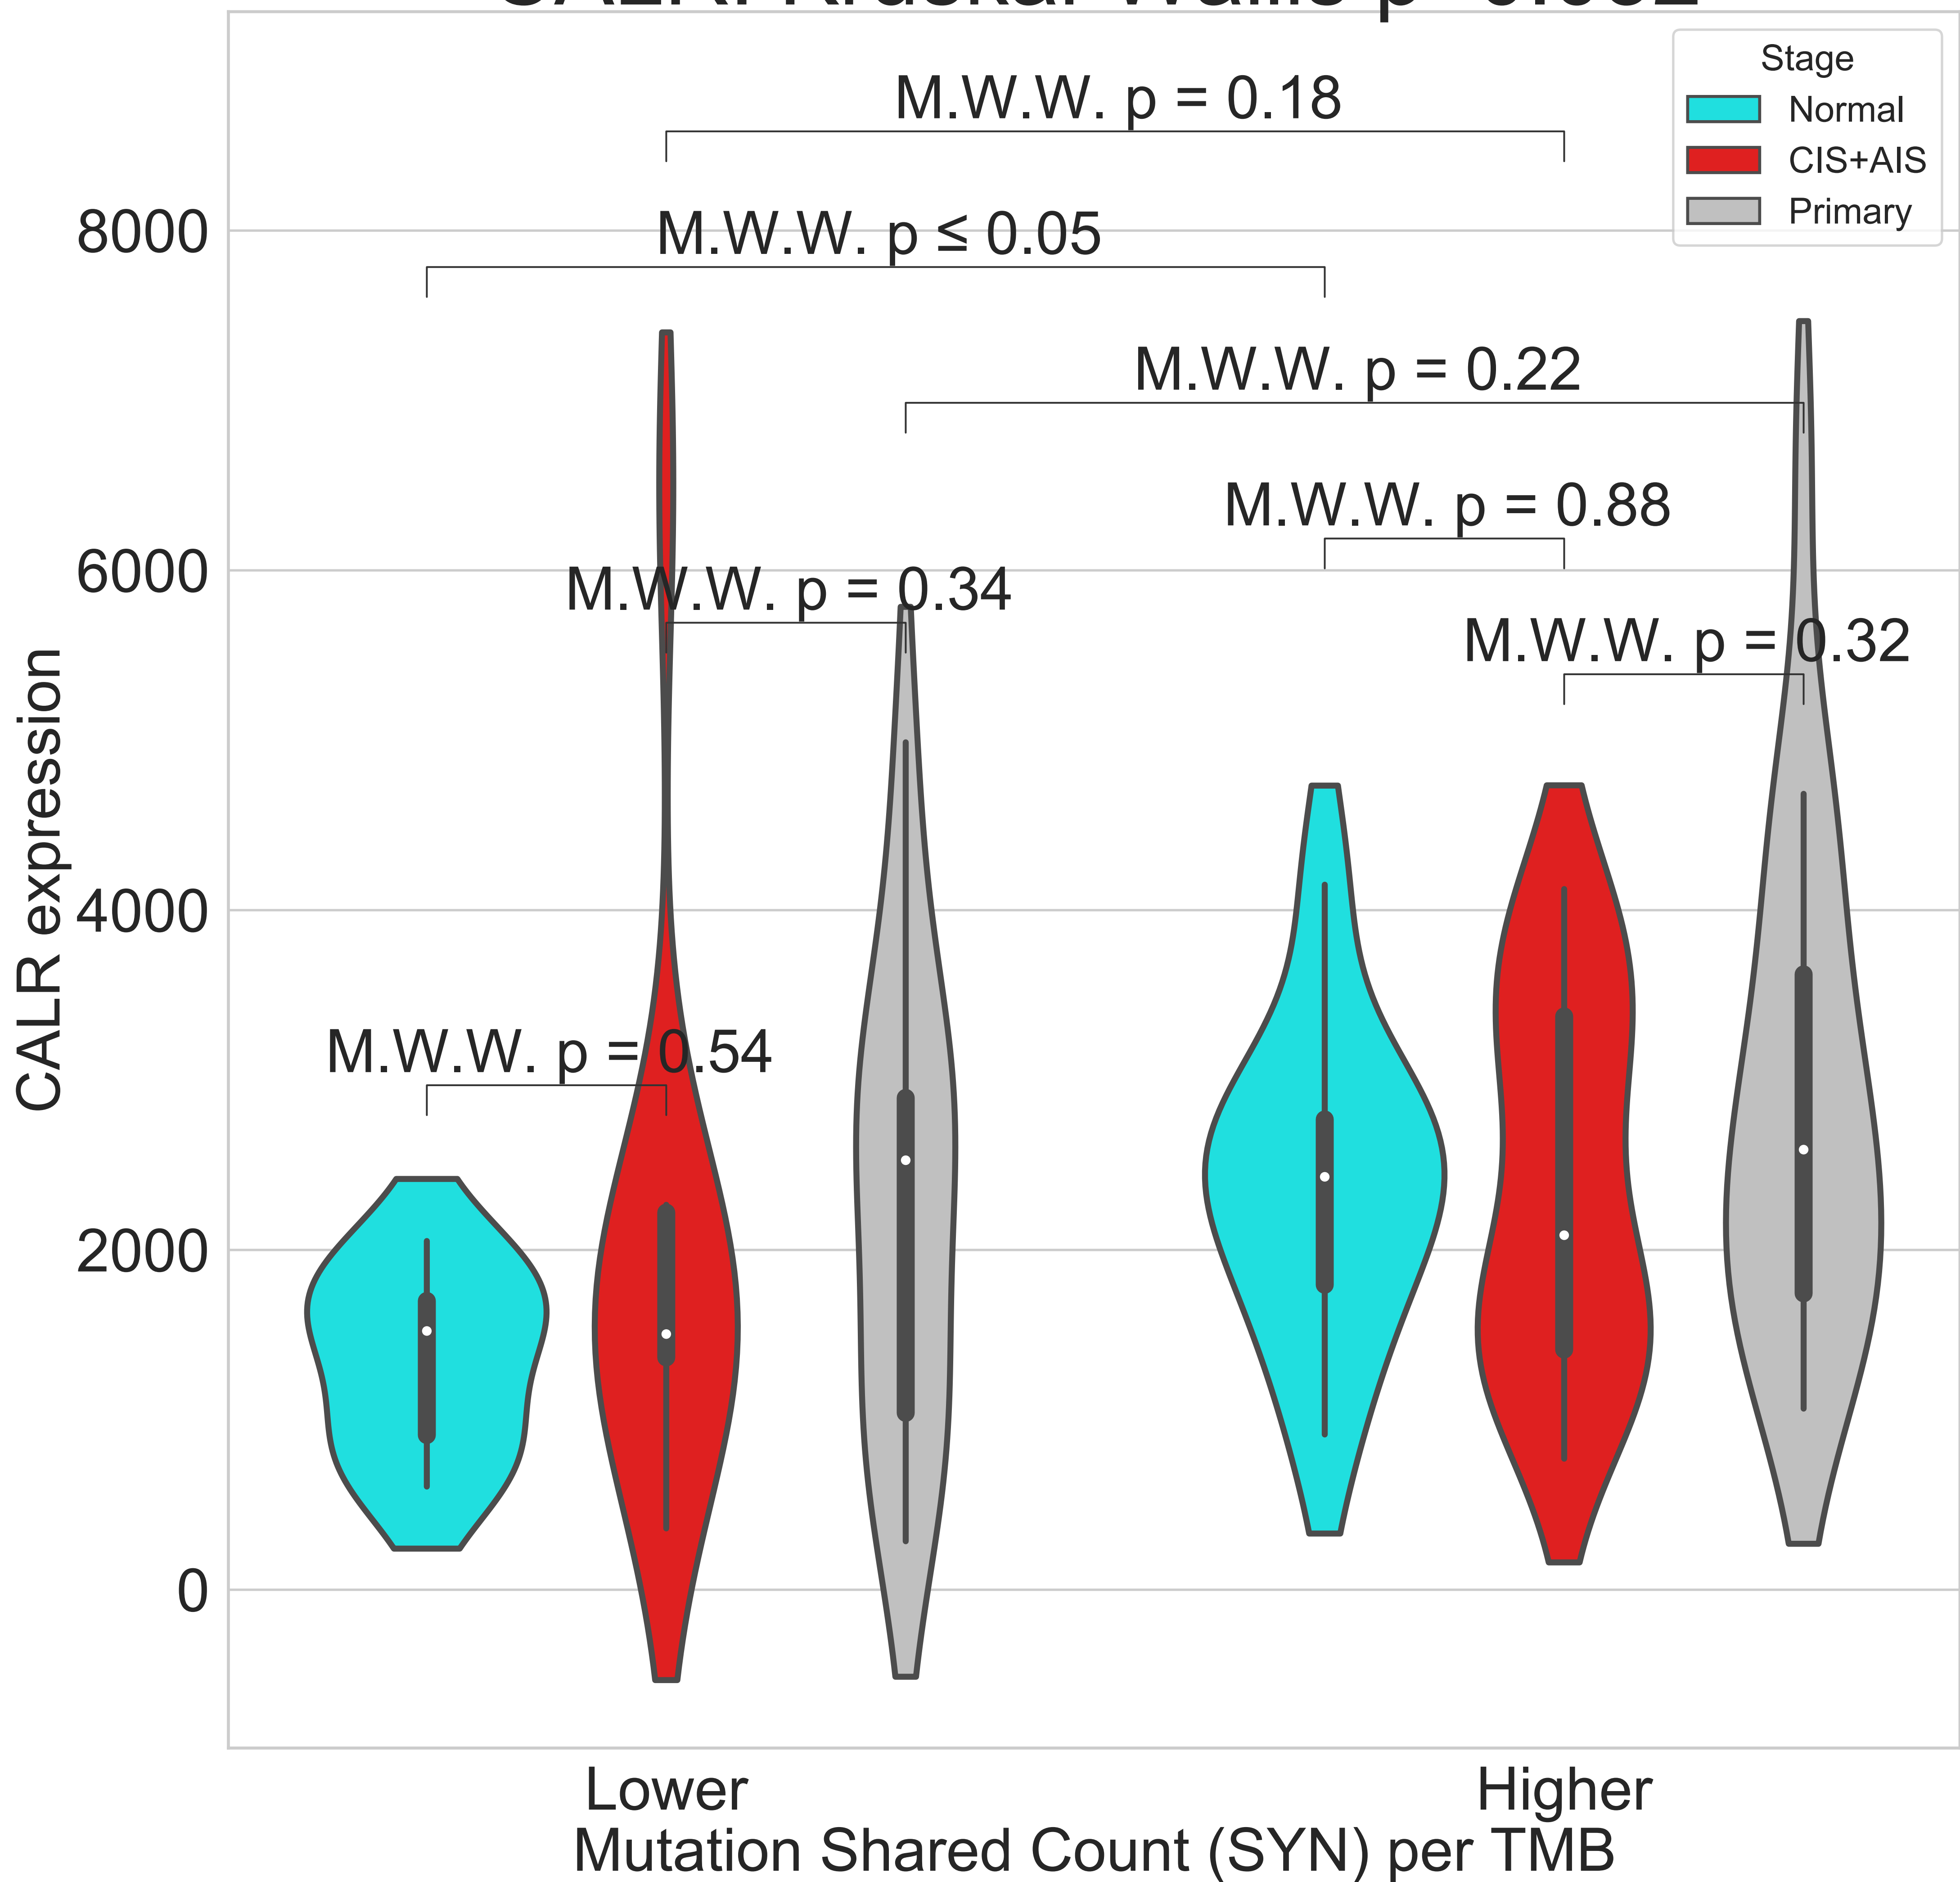 Stage
Normal
CIS+AIS
Primary
M.W.W. p = 0.18
M.W.W. p ≤ 0.05
M.W.W. p = 0.22
M.W.W. p = 0.88
M.W.W. p = 0.34
M.W.W. p = 0.32
M.W.W. p = 0.54
8000
6000
4000
2000
0
CALR expression
Lower
Higher
Mutation Shared Count (SYN) per TMB